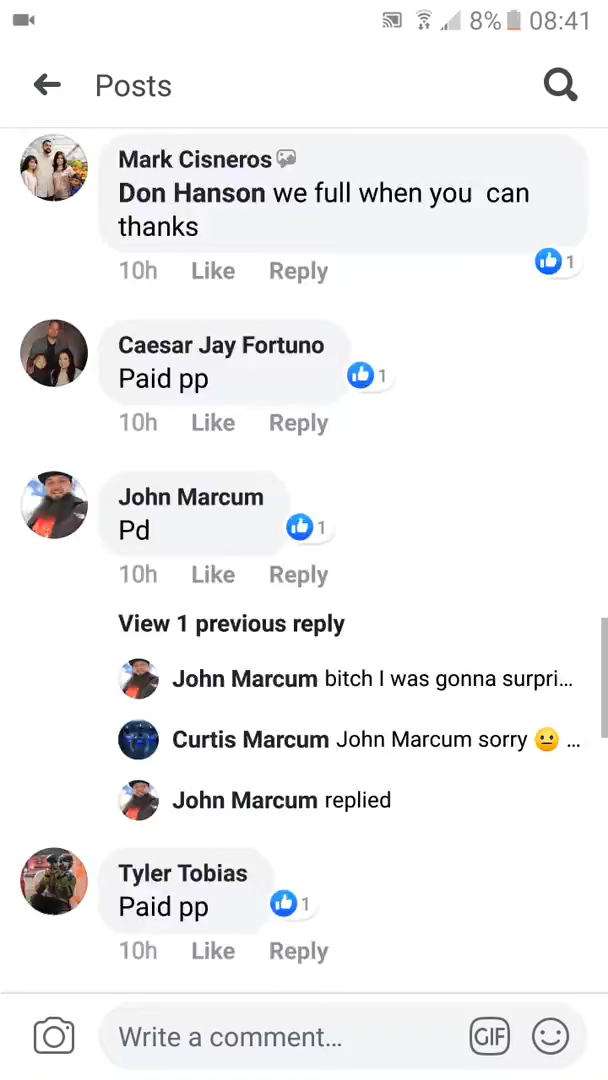 8% 08:41
Posts
Mark Cisneros
Don Hanson we full when you can
thanks
10h Like Reply 1
Caesar Jay Fortuno
Paid pp
1
10h Like Reply
John Marcum
Pd
1
10h Like Reply
View 1 previous reply
John Marcum bitch I was gonna surpri...
Curtis Marcum John Marcum sorry 😐 ...
John Marcum replied
Tyler Tobias
Paid pp
1
10h Like Reply
Write a comment... GIF